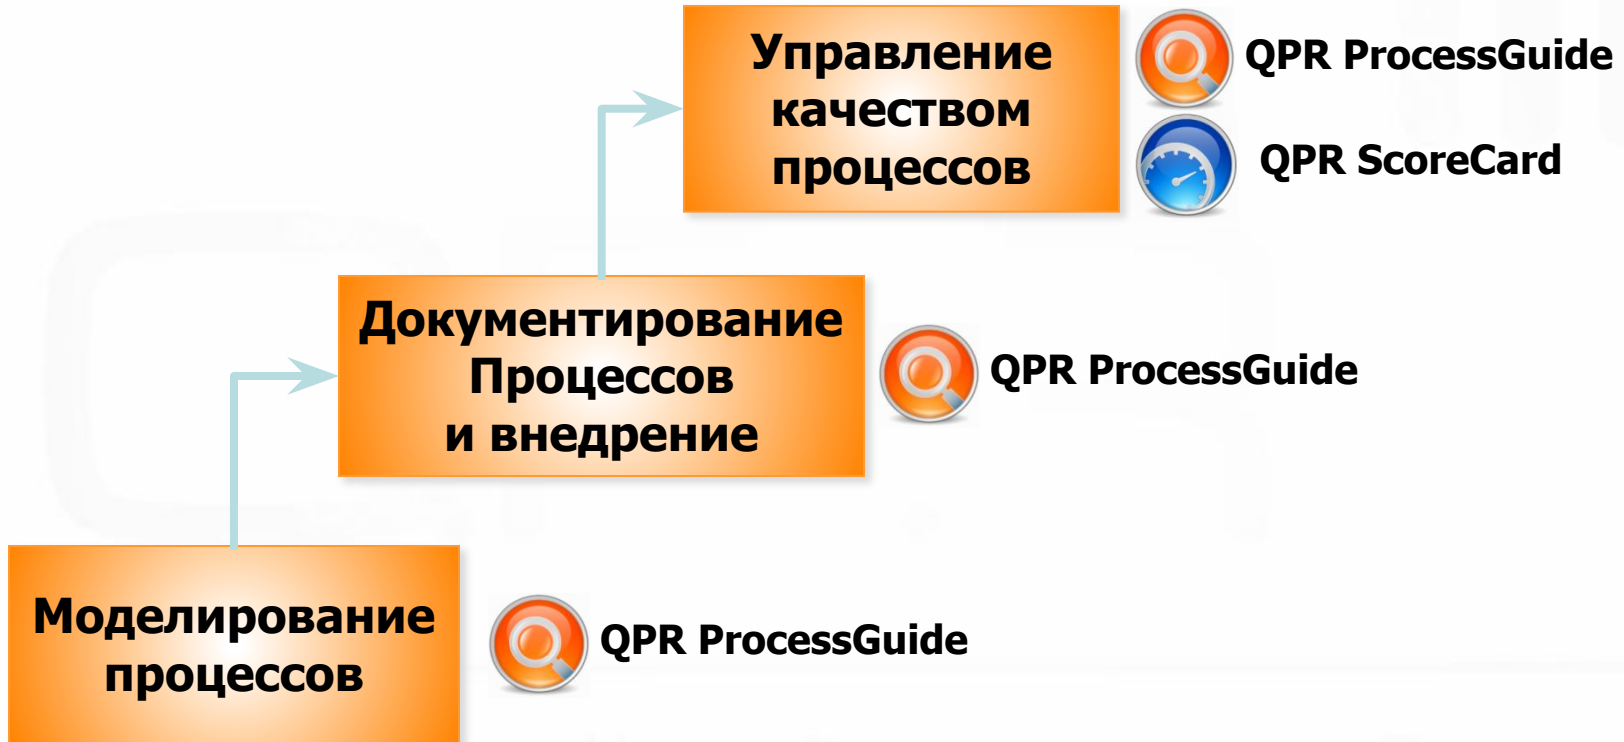 Управление
качеством
процессов
QPR ProcessGuide
QPR ScoreCard
Документирование
Процессов
и внедрение
QPR ProcessGuide
Моделирование
процессов
QPR ProcessGuide